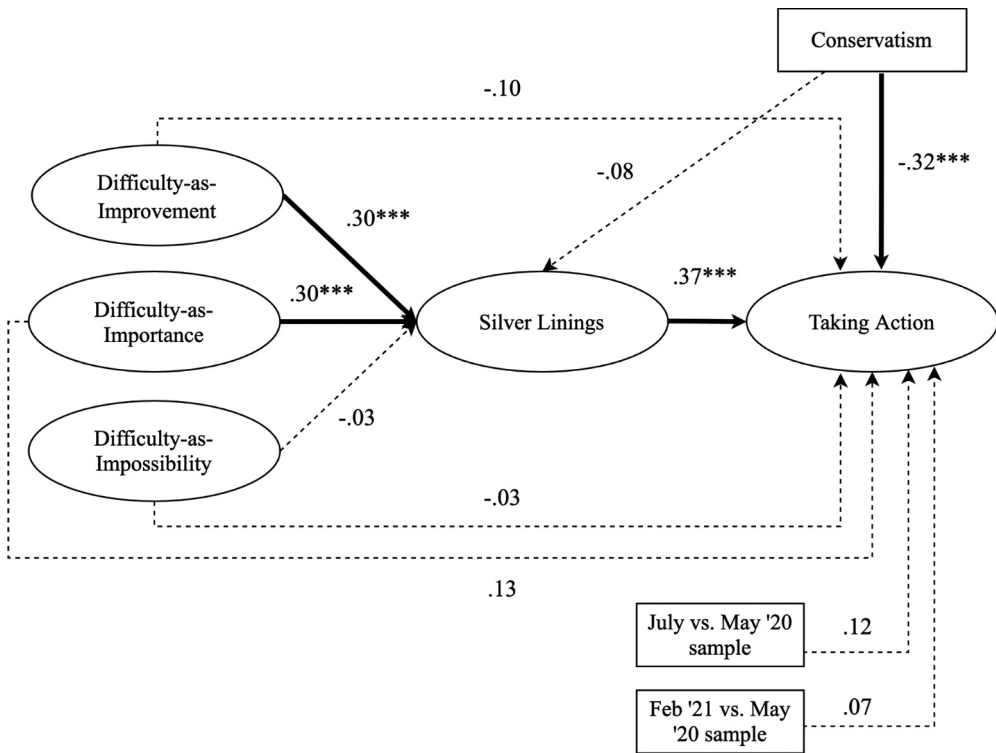 Conservatism
-.10
-.08
-.32***
Difficulty-as-
Improvement
.30***
.30***
.37***
Difficulty-as-
Importance
Silver Linings
Taking Action
-.03
Difficulty-as-
Impossibility
-.03
.13
July vs. May '20
sample
.12
Feb '21 vs. May
'20 sample
.07